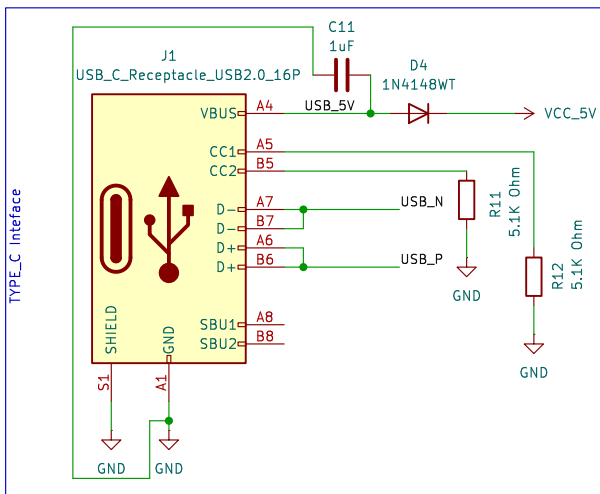 C11
1uF
J1
USB_C_Receptacle_USB2.0_16P
D4
1N4148WT
VBUS
A4
USB_5V
VCC_5V
CC1
A5
CC2
B5
D-
A7
USB_N
D-
B7
D+
A6
D+
B6
USB_P
R11
5.1K Ohm
GND
R12
5.1K Ohm
GND
SBU1
A8
SBU2
B8
SHIELD
GND
S1
A1
GND
GND
TYPE_C Inteface